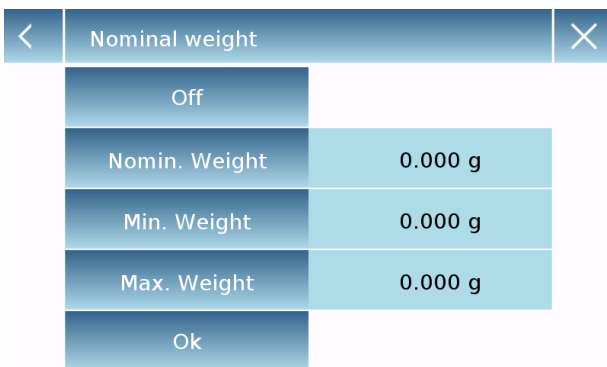 Nominal weight
Off
Nomin. Weight 0.000 g
Min. Weight 0.000 g
Max. Weight 0.000 g
Ok